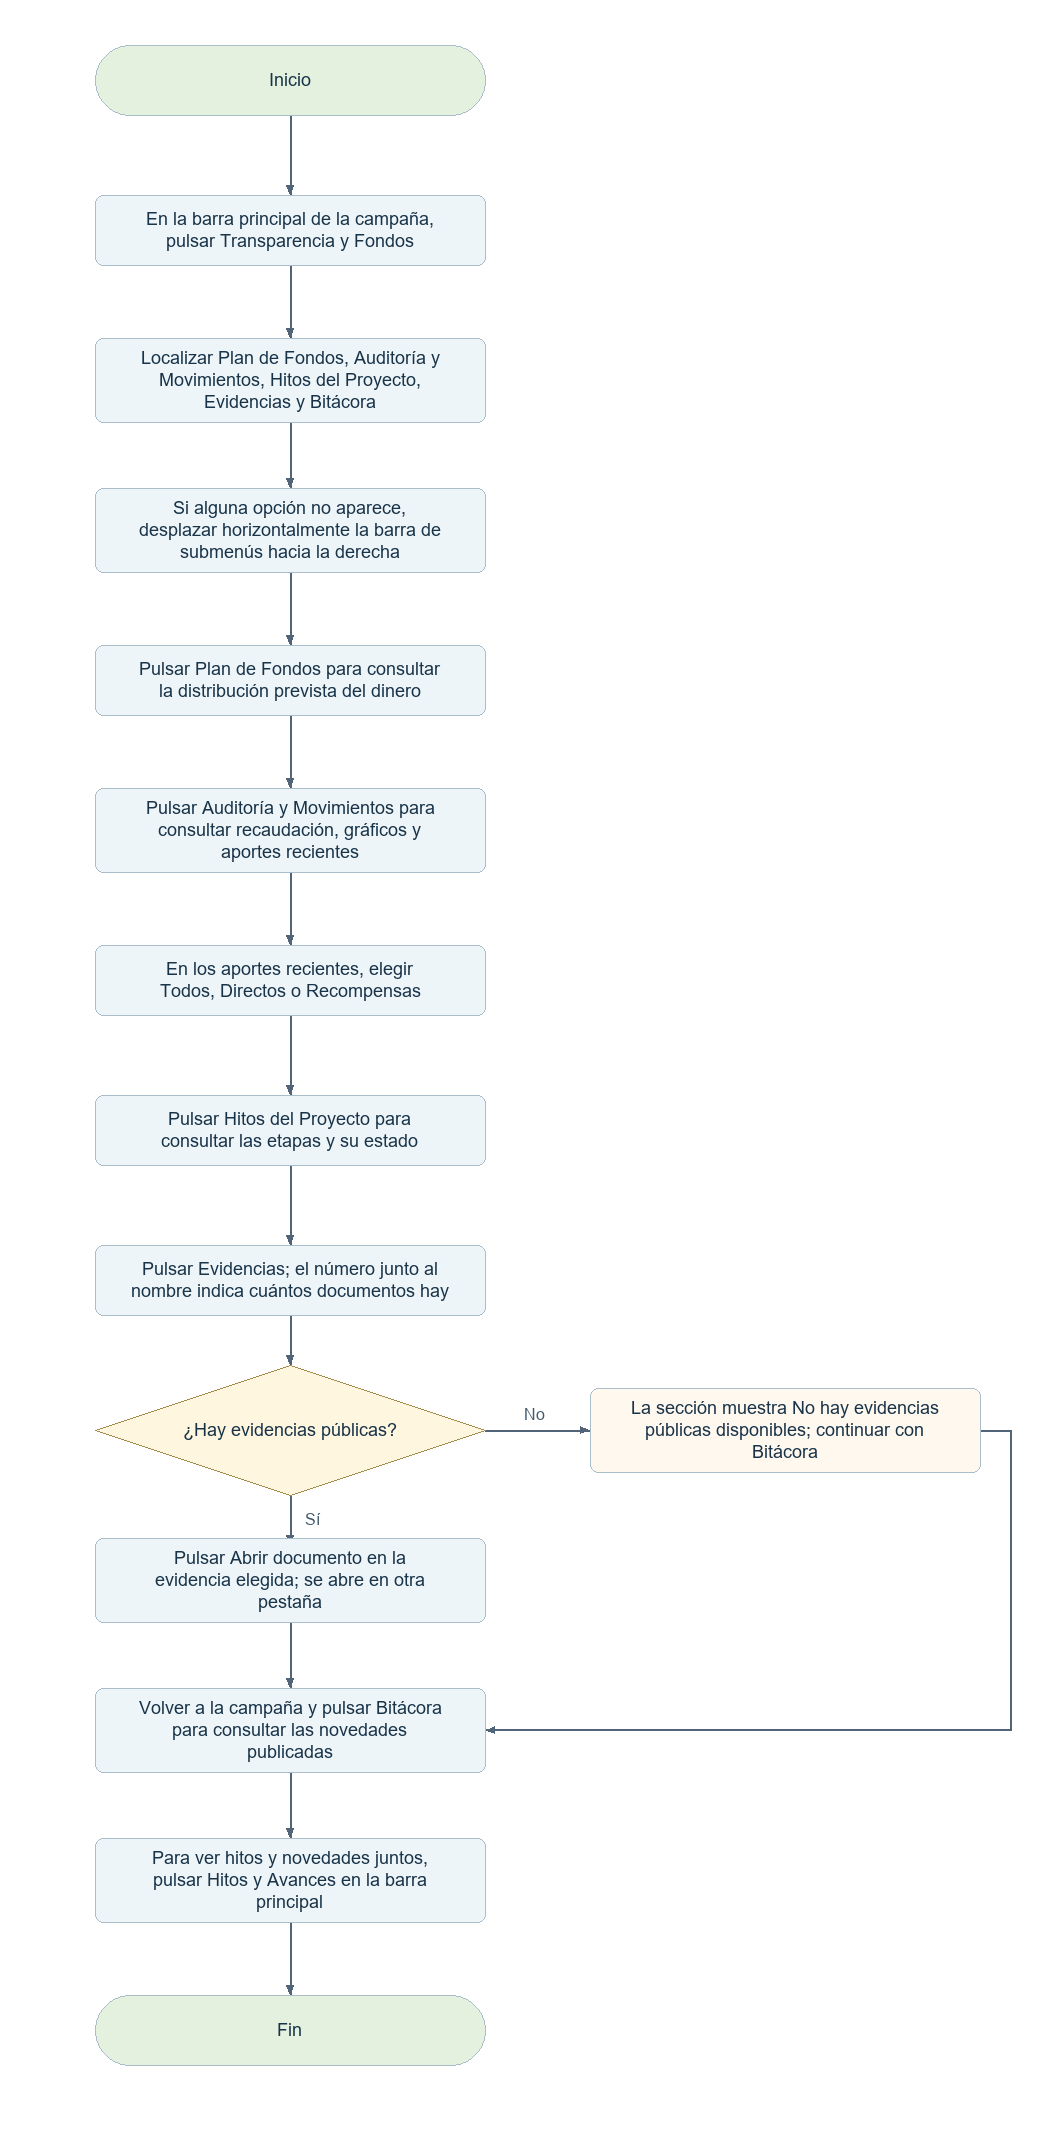 Inicio
En la barra principal de la campaña,
pulsar Transparencia y Fondos
Localizar Plan de Fondos, Auditoría y
Movimientos, Hitos del Proyecto,
Evidencias y Bitácora
Si alguna opción no aparece,
desplazar horizontalmente la barra de
submenús hacia la derecha
Pulsar Plan de Fondos para consultar
la distribución prevista del dinero
Pulsar Auditoría y Movimientos para
consultar recaudación, gráficos y
aportes recientes
En los aportes recientes, elegir
Todos, Directos o Recompensas
Pulsar Hitos del Proyecto para
consultar las etapas y su estado
Pulsar Evidencias; el número junto al
nombre indica cuántos documentos hay
¿Hay evidencias públicas?
No
La sección muestra No hay evidencias
públicas disponibles; continuar con
Bitácora
Sí
Pulsar Abrir documento en la
evidencia elegida; se abre en otra
pestaña
Volver a la campaña y pulsar Bitácora
para consultar las novedades
publicadas
Para ver hitos y novedades juntos,
pulsar Hitos y Avances en la barra
principal
Fin